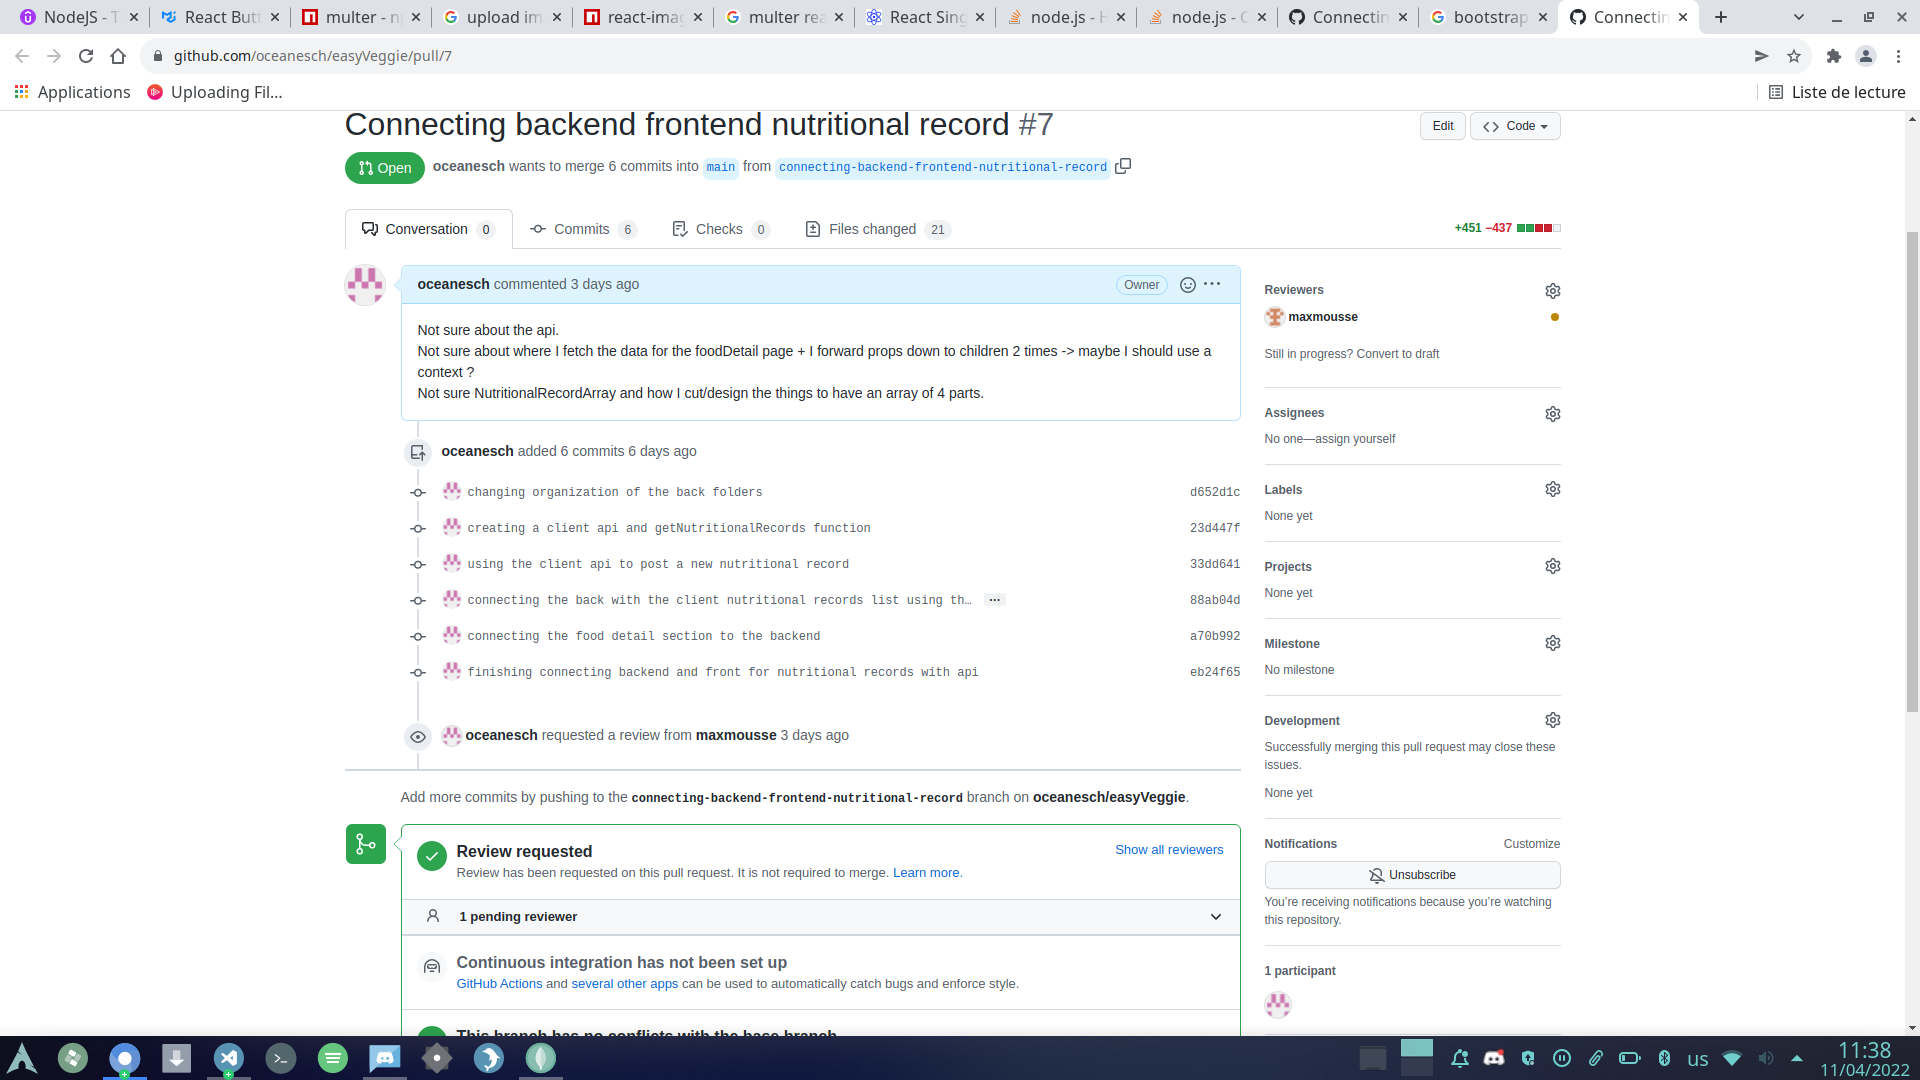 NodeJS - T
React Butt
multer - n
upload im
react-imag
multer rea
React Sing
node.js - H
node.js - C
Connectin
bootstrap
Connectin
github.com/oceanesch/easyVeggie/pull/7
Applications
Uploading Fil...
Liste de lecture
Connecting backend frontend nutritional record #7
Edit
Code
Open
oceanesch wants to merge 6 commits into main from connecting-backend-frontend-nutritional-record
Conversation 0
Commits 6
Checks 0
Files changed 21
+451 −437
oceanesch commented 3 days ago
Owner
Not sure about the api.
Not sure about where I fetch the data for the foodDetail page + I forward props down to children 2 times -> maybe I should use a
context ?
Not sure NutritionalRecordArray and how I cut/design the things to have an array of 4 parts.
oceanesch added 6 commits 6 days ago
changing organization of the back folders d652d1c
creating a client api and getNutritionalRecords function 23d447f
using the client api to post a new nutritional record 33dd641
connecting the back with the client nutritional records list using th… 88ab04d
connecting the food detail section to the backend a70b992
finishing connecting backend and front for nutritional records with api eb24f65
oceanesch requested a review from maxmousse 3 days ago
Add more commits by pushing to the connecting-backend-frontend-nutritional-record branch on oceanesch/easyVeggie.
Review requested
Show all reviewers
Review has been requested on this pull request. It is not required to merge. Learn more.
1 pending reviewer
Continuous integration has not been set up
GitHub Actions and several other apps can be used to automatically catch bugs and enforce style.
This branch has no conflicts with the base branch
Reviewers
maxmousse
Still in progress? Convert to draft
Assignees
No one—assign yourself
Labels
None yet
Projects
None yet
Milestone
No milestone
Development
Successfully merging this pull request may close these
issues.
None yet
Notifications
Customize
Unsubscribe
You're receiving notifications because you're watching
this repository.
1 participant
us
11:38
11/04/2022